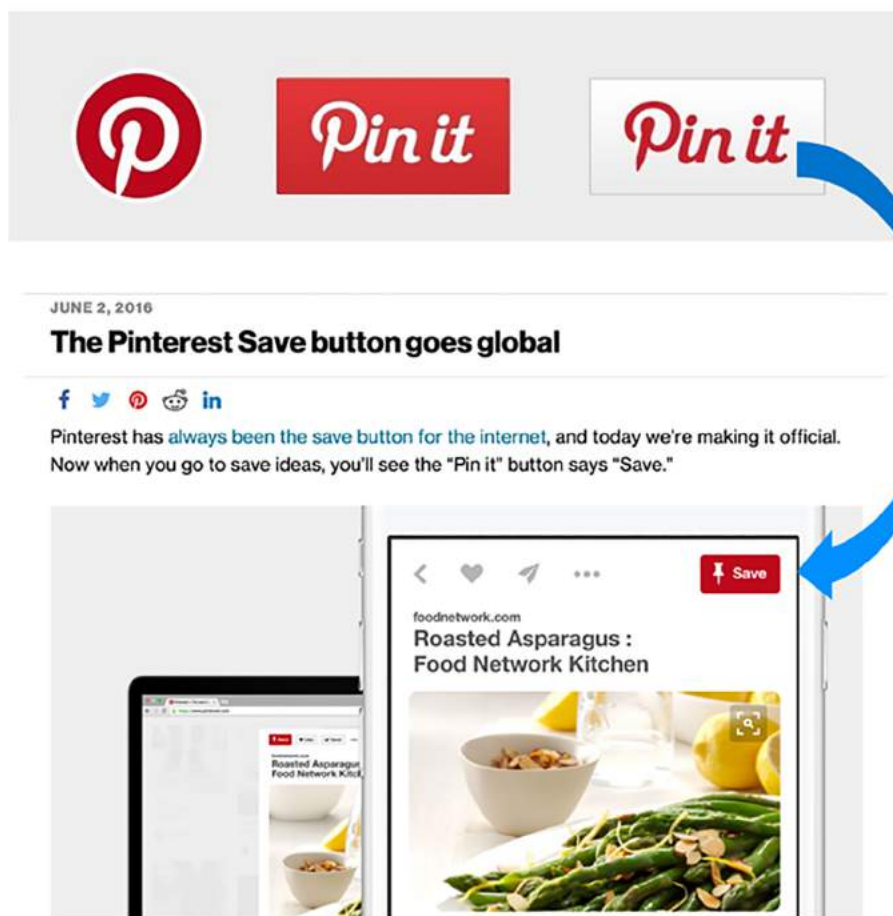 Pin it
Pin it
JUNE 2, 2016
The Pinterest Save button goes global
Pinterest has always been the save button for the internet, and today we're making it official.
Now when you go to save ideas, you'll see the "Pin it" button says "Save."
Save
foodnetwork.com
Roasted Asparagus :
Food Network Kitchen
Roasted Asparagus
Food Network Kitch